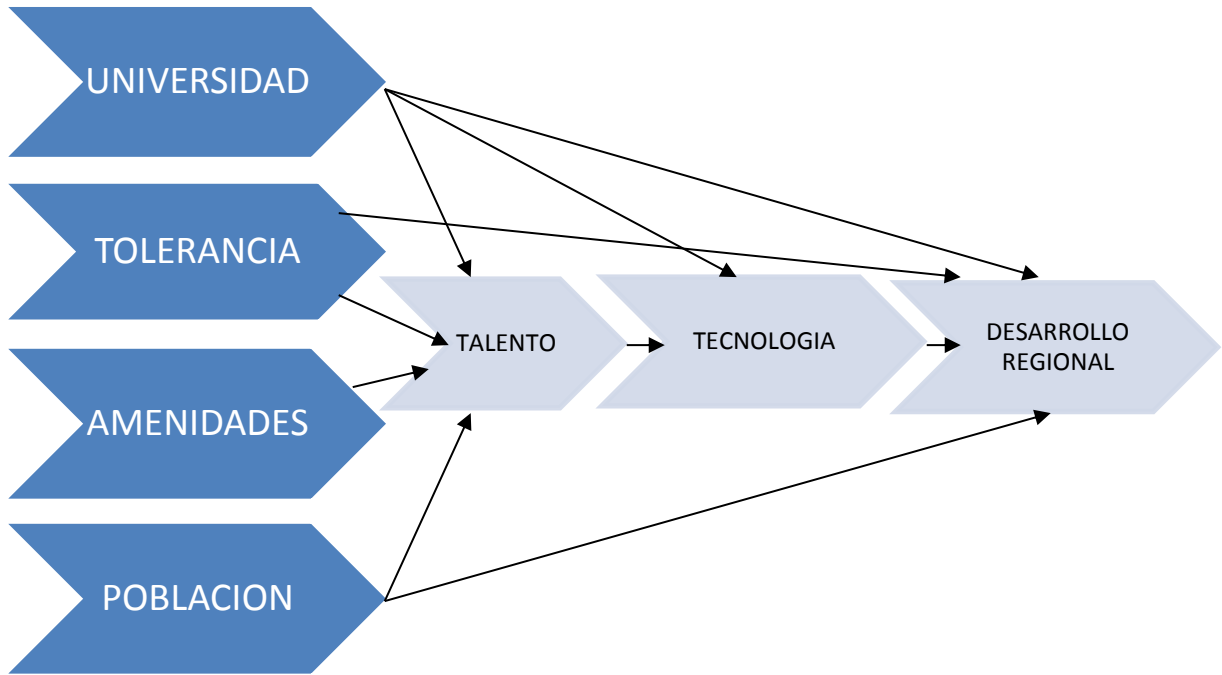 UNIVERSIDAD
TOLERANCIA
AMENIDADES
POBLACION
TALENTO
TECNOLOGIA
DESARROLLO
REGIONAL